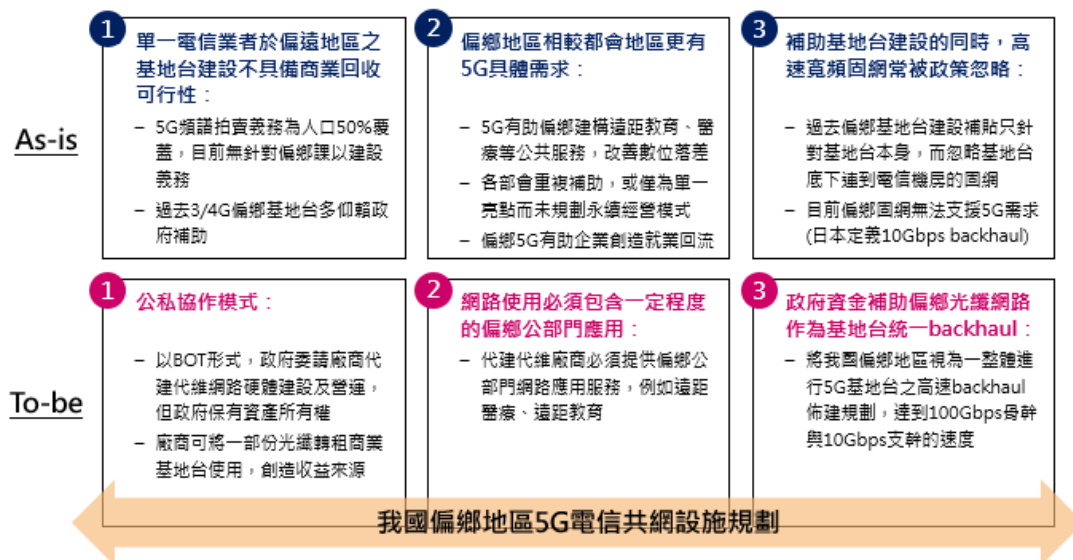 1
單一電信業者於偏遠地區之
基地台建設不具備商業回收
可行性：
– 5G頻譜拍賣義務為人口50%覆
蓋，目前無針對偏鄉課以建設
義務
– 過去3/4G偏鄉基地台多仰賴政
府補助
2
偏鄉地區相較都會地區更有
5G具體需求：
– 5G有助偏鄉建構遠距教育、醫
療等公共服務，改善數位落差
– 各部會重複補助，或僅為單一
亮點而未規劃永續經營模式
– 偏鄉5G有助企業創造就業回流
3
補助基地台建設的同時，高
速寬頻固網常被政策忽略：
– 過去偏鄉基地台建設補貼只針
對基地台本身，而忽略基地台
底下連到電信機房的固網
– 目前偏鄉固網無法支援5G需求
(日本定義10Gbps backhaul)
As-is
1
公私協作模式：
– 以BOT形式，政府委請廠商代
建代維網路硬體建設及營運，
但政府保有資產所有權
– 廠商可將一部份光纖轉租商業
基地台使用，創造收益來源
2
網路使用必須包含一定程度
的偏鄉公部門應用：
– 代建代維廠商必須提供偏鄉公
部門網路應用服務，例如遠距
醫療、遠距教育
3
政府資金補助偏鄉光纖網路
作為基地台統一backhaul：
– 將我國偏鄉地區視為一整體進
行5G基地台之高速backhaul
佈建規劃，達到100Gbps骨幹
與10Gbps支幹的速度
To-be
我國偏鄉地區5G電信共網設施規劃